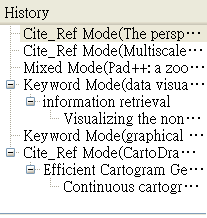 History
Cite_Ref Mode(The persp···
Cite_Ref Mode(Multiscale···
Mixed Mode(Pad++: a zoo···
Keyword Mode(data visua···
information retrieval
Visualizing the non···
Keyword Mode(graphical ···
Cite_Ref Mode(CartoDra···
Efficient Cartogram Ge···
Continuous cartogr···